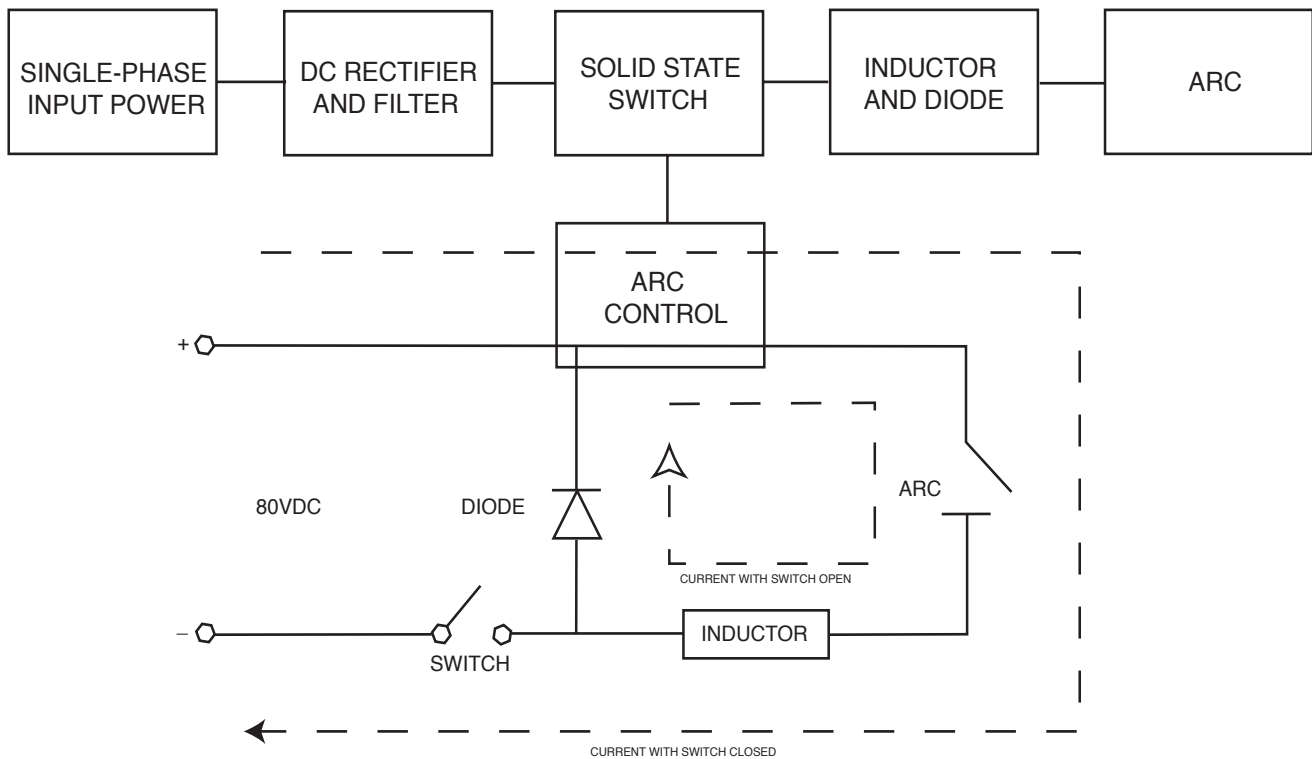 SINGLE-PHASE
INPUT POWER
DC RECTIFIER
AND FILTER
SOLID STATE
SWITCH
INDUCTOR
AND DIODE
ARC
ARC
CONTROL
+
80VDC
DIODE
ARC
CURRENT WITH SWITCH OPEN
–
SWITCH
INDUCTOR
CURRENT WITH SWITCH CLOSED